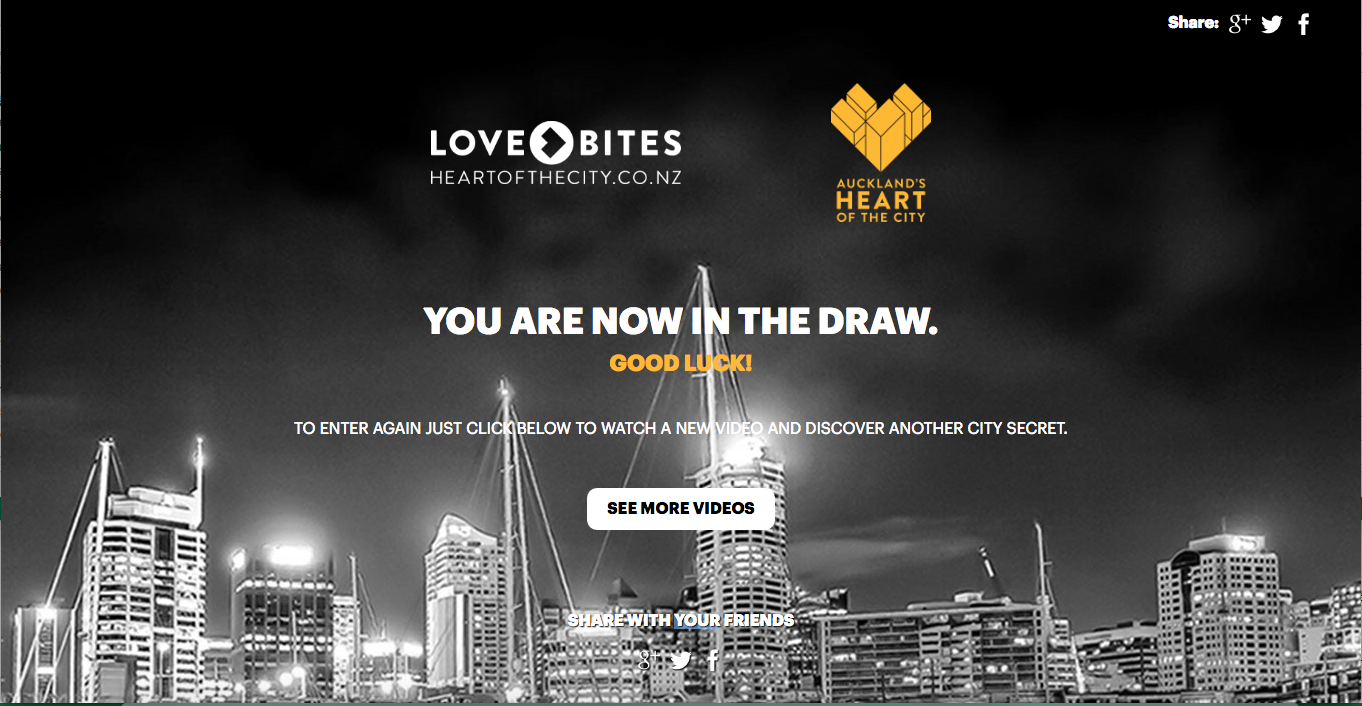 Share: g+
LOVE BITES
HEARTOFTHECITY.CO.NZ
AUCKLAND'S
HEART
OF THE CITY
YOU ARE NOW IN THE DRAW.
GOOD LUCK!
TO ENTER AGAIN JUST CLICK BELOW TO WATCH A NEW VIDEO AND DISCOVER ANOTHER CITY SECRET.
SEE MORE VIDEOS
SHARE WITH YOUR FRIENDS
g+